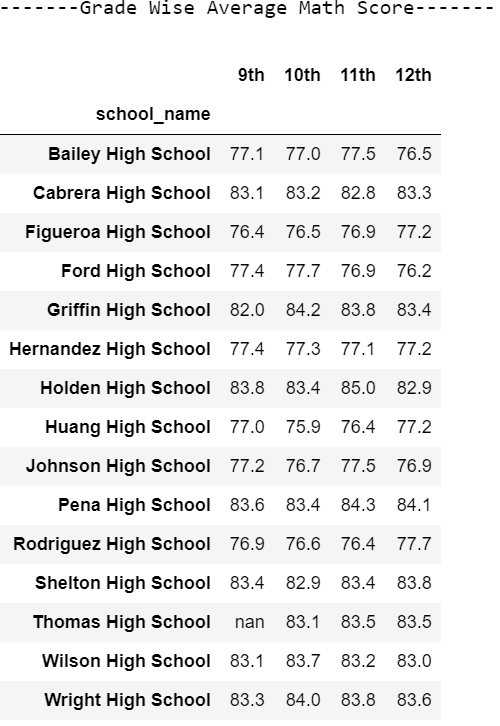 -------Grade Wise Average Math Score-------
9th 10th 11th 12th
school_name
Bailey High School 77.1 77.0 77.5 76.5
Cabrera High School 83.1 83.2 82.8 83.3
Figueroa High School 76.4 76.5 76.9 77.2
Ford High School 77.4 77.7 76.9 76.2
Griffin High School 82.0 84.2 83.8 83.4
Hernandez High School 77.4 77.3 77.1 77.2
Holden High School 83.8 83.4 85.0 82.9
Huang High School 77.0 75.9 76.4 77.2
Johnson High School 77.2 76.7 77.5 76.9
Pena High School 83.6 83.4 84.3 84.1
Rodriguez High School 76.9 76.6 76.4 77.7
Shelton High School 83.4 82.9 83.4 83.8
Thomas High School nan 83.1 83.5 83.5
Wilson High School 83.1 83.7 83.2 83.0
Wright High School 83.3 84.0 83.8 83.6